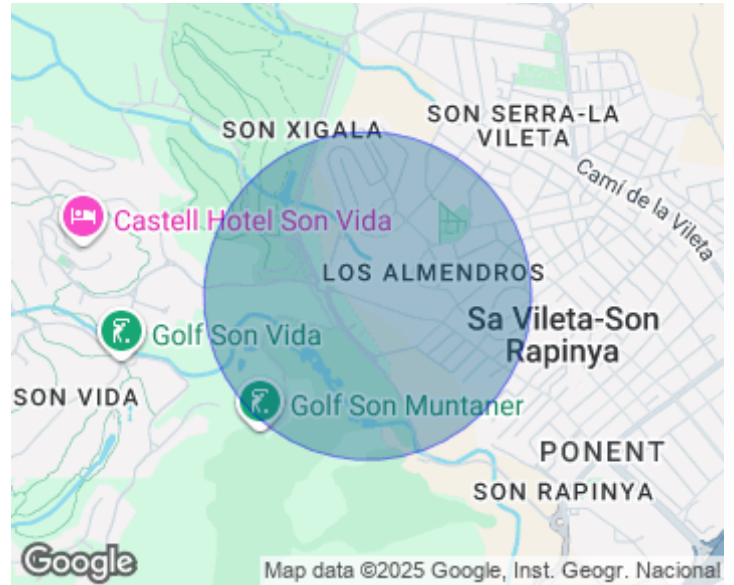 SON XIGALA
SON SERRA-LA
VILETA
Camí de la Vileta
Castell Hotel Son Vida
LOS ALMENDROS
Sa Vileta-Son
Rapinya
Golf Son Vida
SON VIDA
Golf Son Muntaner
PONENT
SON RAPINYA
Google
Map data ©2025 Google, Inst. Geogr. Nacional